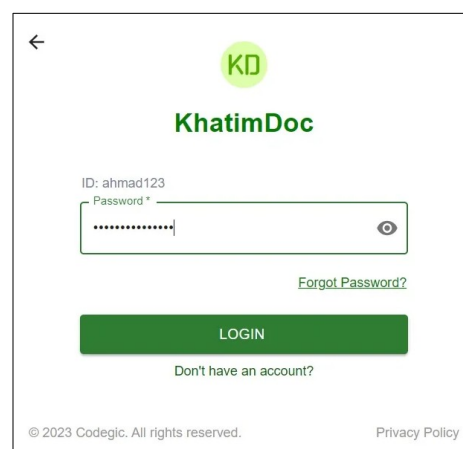 KD
KhatimDoc
ID: ahmad123
Password *
•••••••••••••••
Forgot Password?
LOGIN
Don't have an account?
© 2023 Codegic. All rights reserved. Privacy Policy